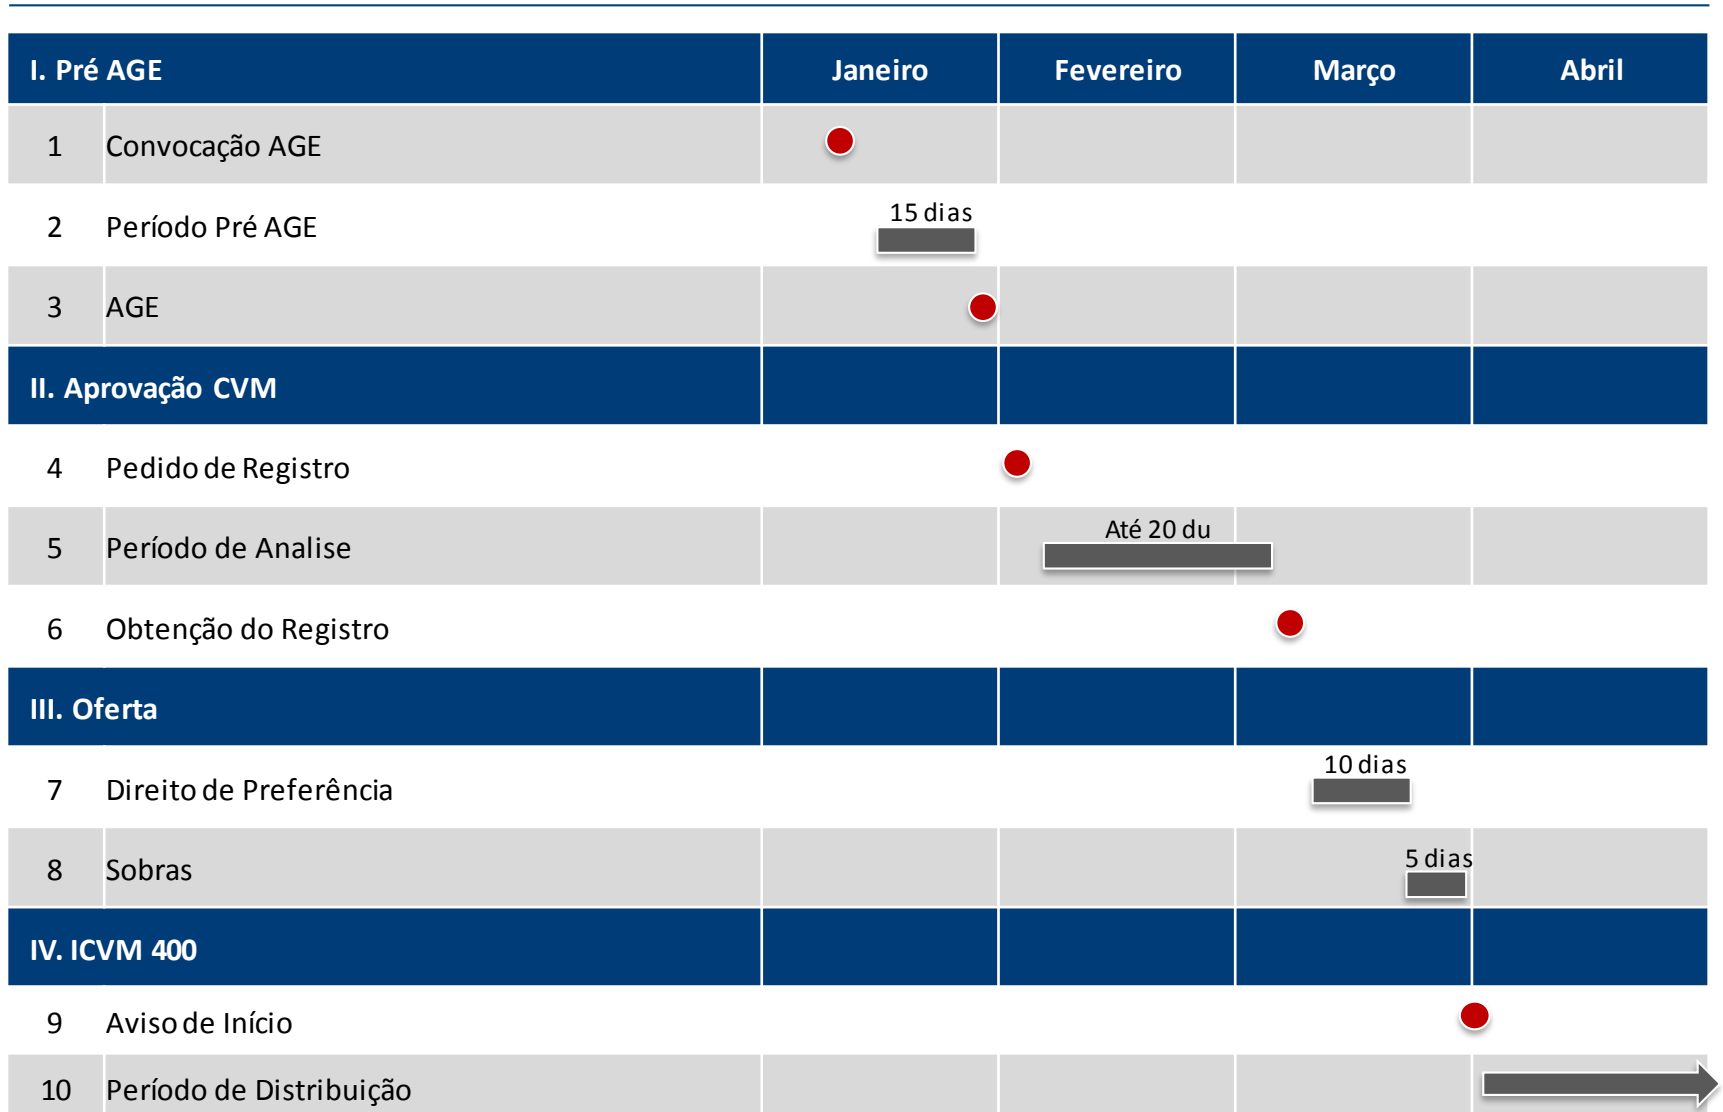 I. Pré AGE Janeiro Fevereiro Março Abril
1 Convocação AGE
15 dias
2 Período Pré AGE
3 AGE
II. Aprovação CVM
4 Pedido de Registro
Até 20 du
5 Período de Analise
6 Obtenção do Registro
III. Oferta
10 dias
7 Direito de Preferência
5 dias
8 Sobras
IV. ICVM 400
9 Aviso de Início
10 Período de Distribuição